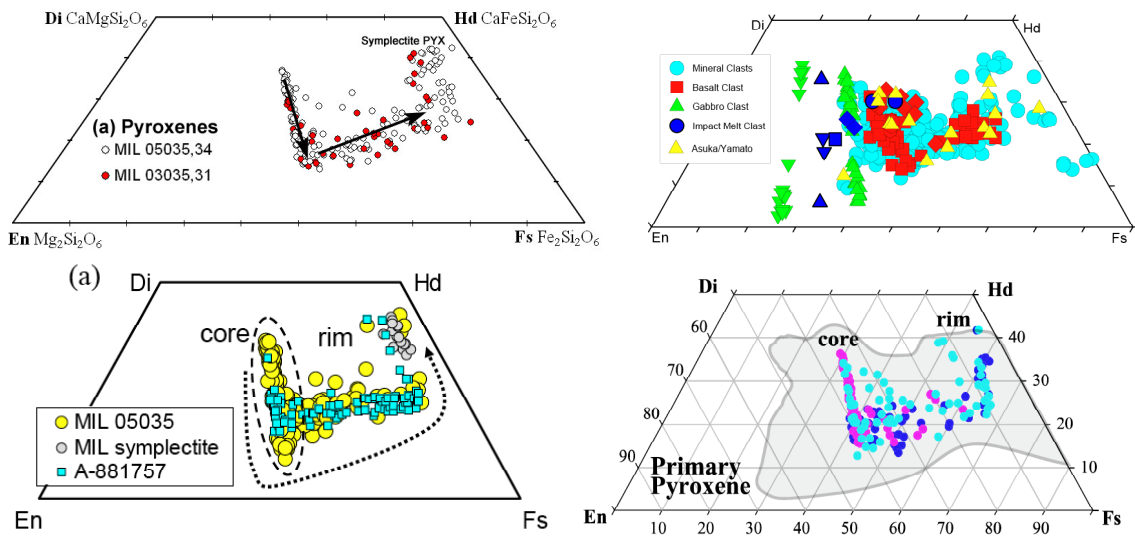 Di CaMgSi₂O₆
Hd CaFeSi₂O₆
Symplectite PYX
(a) Pyroxenes
MIL 05035,34
MIL 03035,31
En Mg₂Si₂O₆
Fs Fe₂Si₂O₆
Di
Hd
Mineral Clasts
Basalt Clast
Gabbro Clast
Impact Melt Clast
Asuka/Yamato
En
Fs
(a)
Di
Hd
core
rim
MIL 05035
MIL symplectite
A-881757
En
Fs
Di
Hd
rim
core
60
70
80
90
40
30
20
10
Primary
Pyroxene
En
Fs
10 20 30 40 50 60 70 80 90